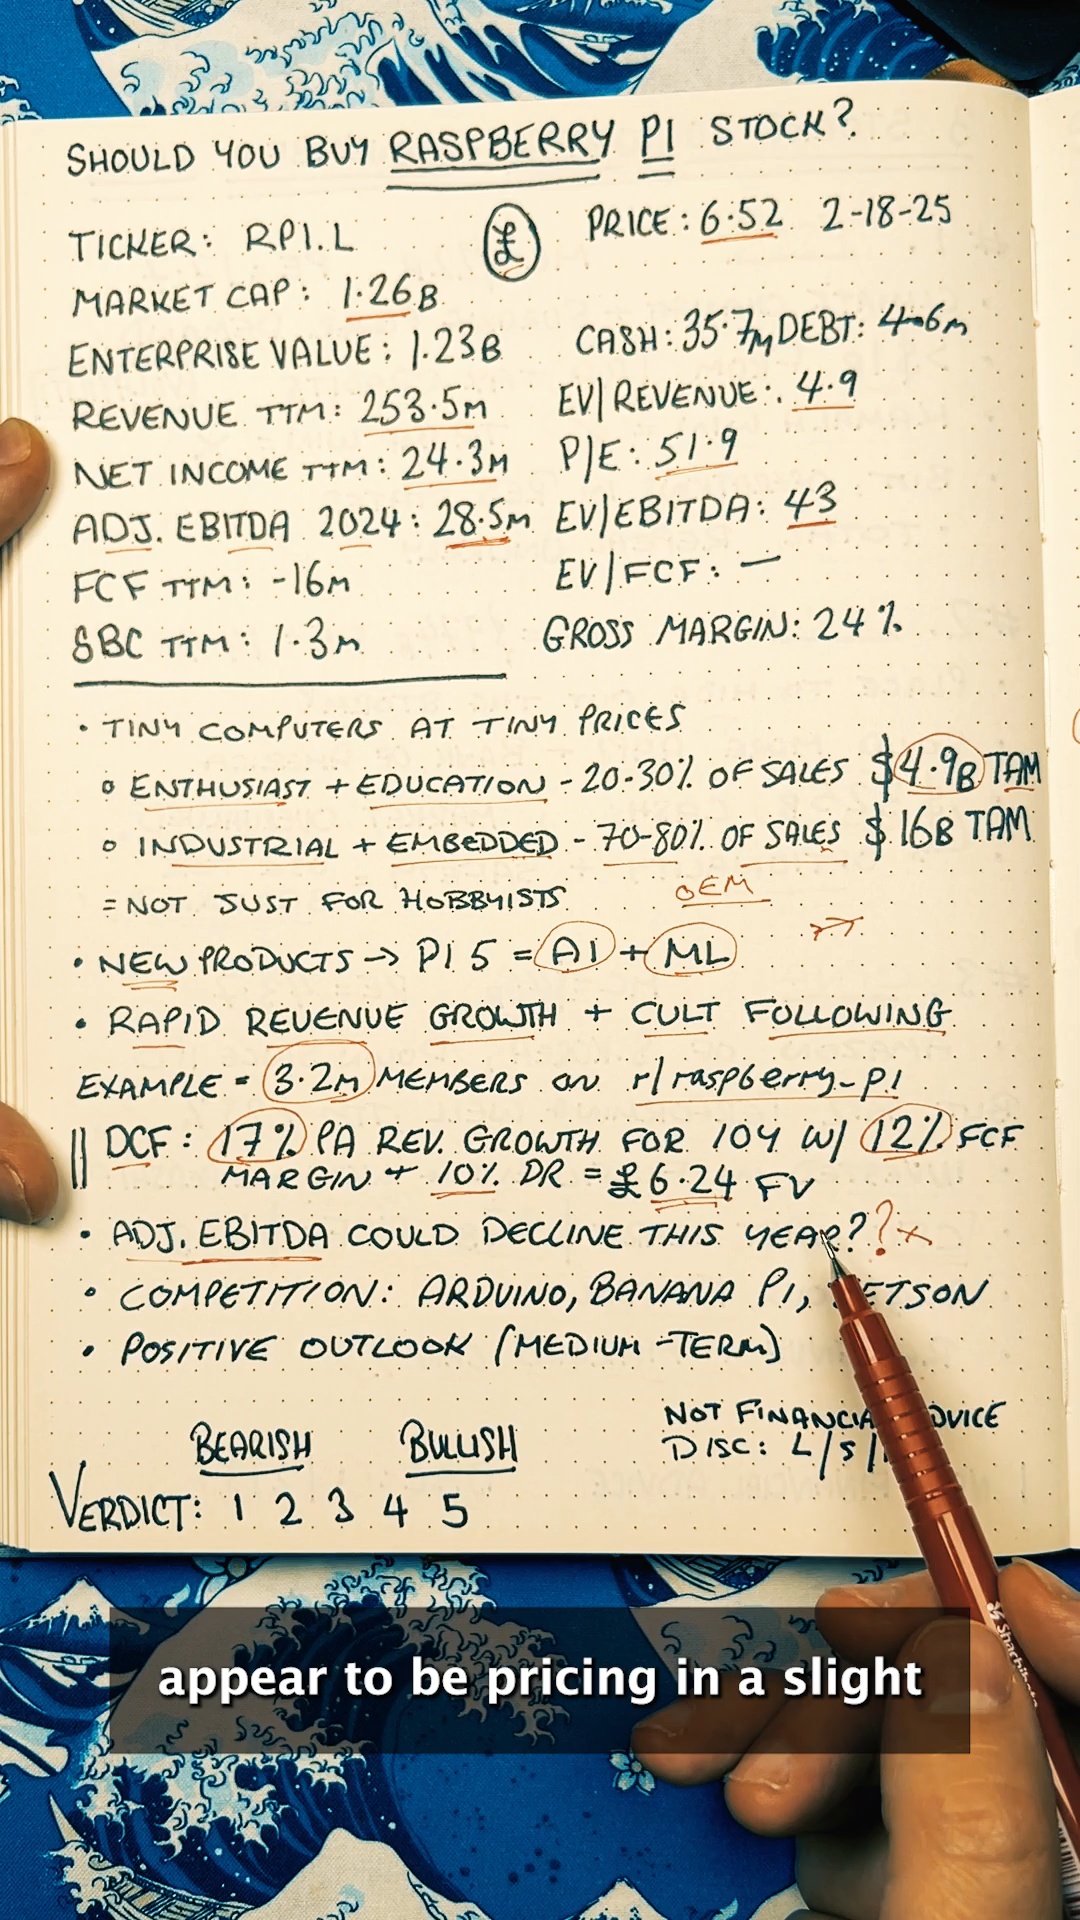 SHOULD YOU BUY RASPBERRY PI STOCK?
TICKER: RPI.L £ PRICE: 6.52 2-18-25
MARKET CAP: 1.26B
ENTERPRISE VALUE: 1.23B CASH: 35.7M DEBT: 4.6M
REVENUE TTM: 253.5M EV/REVENUE: 4.9
NET INCOME TTM: 24.3M P/E: 51.9
ADJ. EBITDA 2024: 28.5M EV/EBITDA: 43
FCF TTM: -16M EV/FCF: —
SBC TTM: 1.3M GROSS MARGIN: 24%
• TINY COMPUTERS AT TINY PRICES
o ENTHUSIAST + EDUCATION - 20-30% OF SALES $4.9B TAM
o INDUSTRIAL + EMBEDDED - 70-80% OF SALES $16B TAM
= NOT JUST FOR HOBBYISTS OEM
• NEW PRODUCTS → PI 5 = AI + ML
• RAPID REVENUE GROWTH + CULT FOLLOWING
EXAMPLE = 3.2M MEMBERS ON r/raspberry_pi
DCF: 17% PA REV. GROWTH FOR 10Y W/ 12% FCF
MARGIN + 10% DR = £6.24 FV
• ADJ. EBITDA COULD DECLINE THIS YEAR??
• COMPETITION: ARDUINO, BANANA PI, JETSON
• POSITIVE OUTLOOK (MEDIUM-TERM)
NOT FINANCIAL ADVICE
BEARISH BULLISH DISC: L/S/
VERDICT: 1 2 3 4 5
appear to be pricing in a slight